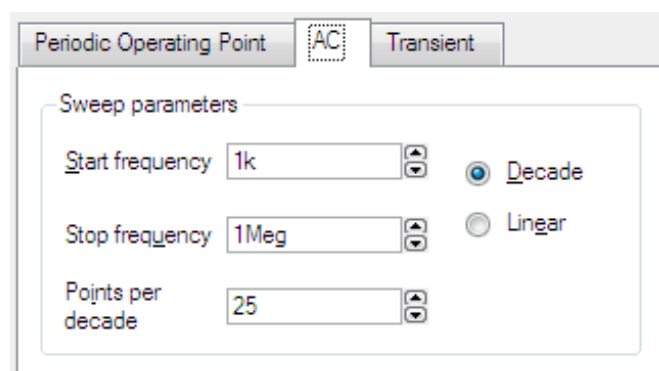 Periodic Operating Point AC Transient
Sweep parameters
Start frequency 1k Decade
Stop frequency 1Meg Linear
Points per
decade 25